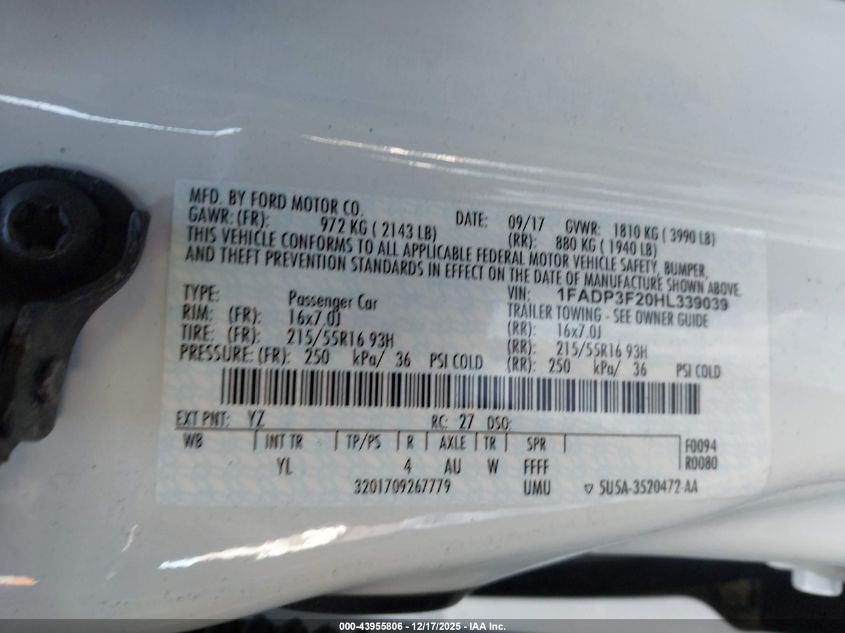 MFD. BY FORD MOTOR CO.
DATE: 09/17 GVWR: 1810 KG ( 3990 LB)
GAWR: (FR): 972 KG ( 2143 LB) (RR): 880 KG ( 1940 LB)
THIS VEHICLE CONFORMS TO ALL APPLICABLE FEDERAL MOTOR VEHICLE SAFETY, BUMPER,
AND THEFT PREVENTION STANDARDS IN EFFECT ON THE DATE OF MANUFACTURE SHOWN ABOVE.
VIN: 1FADP3F20HL339039
TYPE: Passenger Car TRAILER TOWING - SEE OWNER GUIDE
RIM: (FR): 16x7.0J (RR): 16x7.0J
TIRE: (FR): 215/55R16 93H (RR): 215/55R16 93H
PRESSURE: (FR): 250 kPa/ 36 PSI COLD (RR): 250 kPa/ 36 PSI COLD
EXT PNT: YZ RC: 27 DSO:
WB INT TR TP/PS R AXLE TR SPR F0094
YL 4 AU W FFFF R0080
3201709267779 UMU ▽ 5U5A-3520472-AA
000-43955806 - 12/17/2025 - IAA Inc.